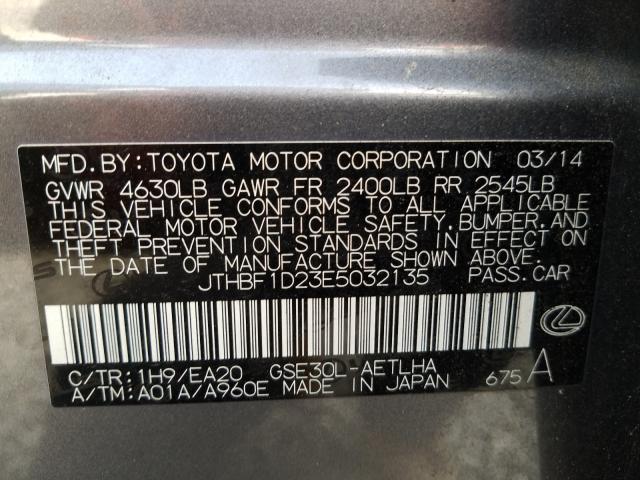 MFD.BY:TOYOTA MOTOR CORPORATION 03/14
GVWR 4630LB GAWR FR 2400LB RR 2545LB
THIS VEHICLE CONFORMS TO ALL APPLICABLE
FEDERAL MOTOR VEHICLE SAFETY,BUMPER,AND
THEFT PREVENTION STANDARDS IN EFFECT ON
THE DATE OF MANUFACTURE SHOWN ABOVE.
JTHBF1D23E5032135 PASS.CAR
C/TR:1H9/EA20 GSE30L-AETLHA
A/TM:A01A/A960E MADE IN JAPAN 675 A